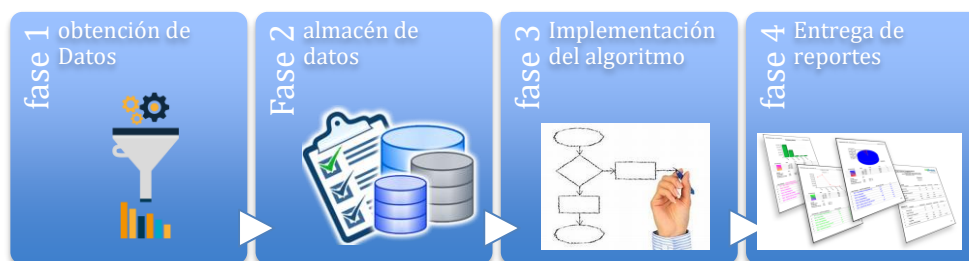 fase 1
obtención de
Datos
Fase 2
almacén de
datos
fase 3
Implementación
del algoritmo
fase 4
Entrega de
reportes